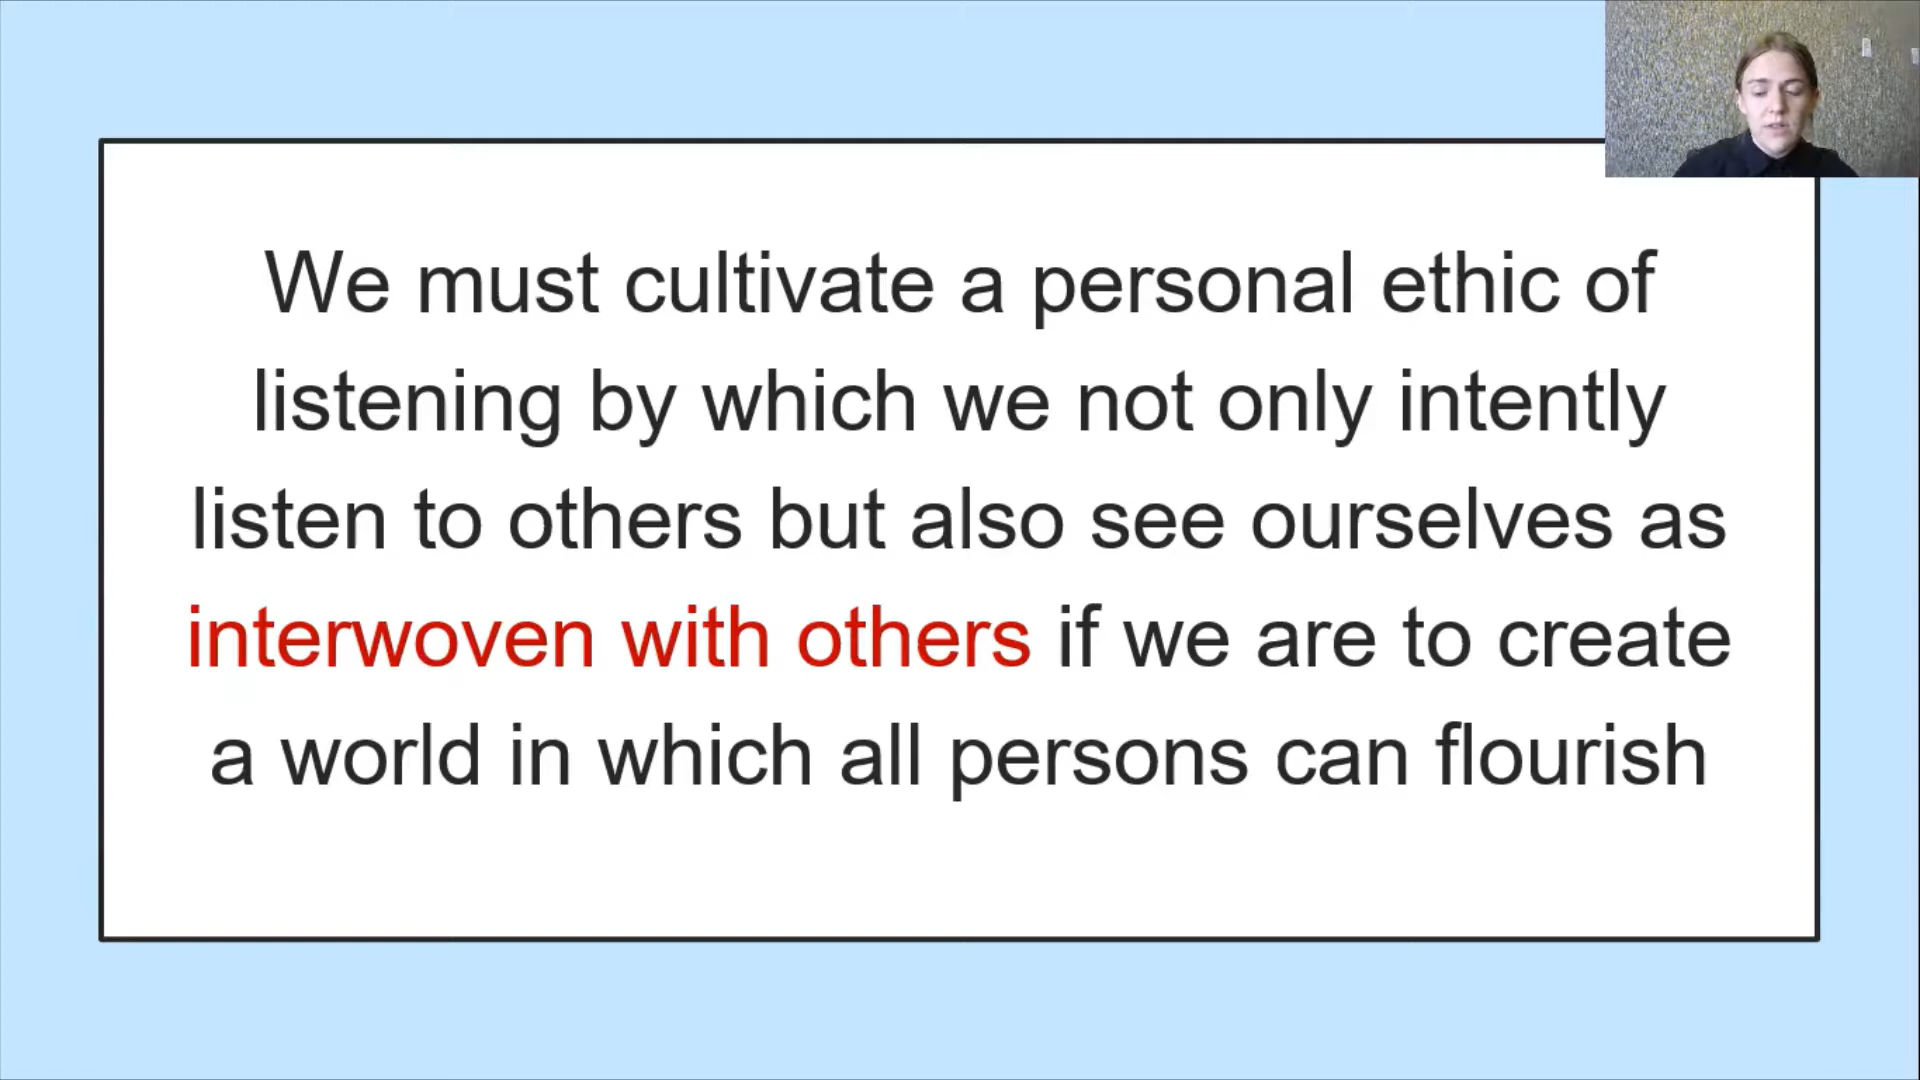 We must cultivate a personal ethic of
listening by which we not only intently
listen to others but also see ourselves as
interwoven with others if we are to create
a world in which all persons can flourish